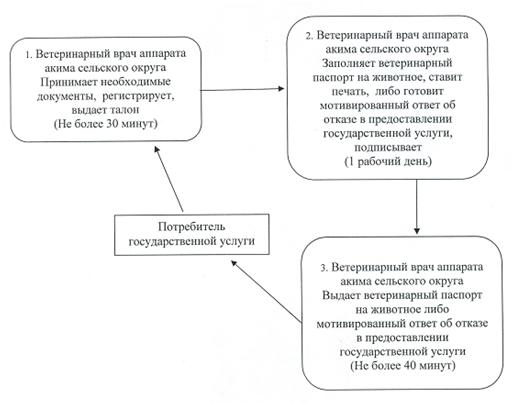 1. Ветеринарный врач аппарата
акима сельского округа
Принимает необходимые
документы, регистрирует,
выдает талон
(Не более 30 минут)
2. Ветеринарный врач аппарата
акима сельского округа
Заполняет ветеринарный
паспорт на животное, ставит
печать, либо готовит
мотивированный ответ об
отказе в предоставлении
государственной услуги,
подписывает
(1 рабочий день)
Потребитель
государственной услуги
3. Ветеринарный врач аппарата
акима сельского округа
Выдает ветеринарный паспорт
на животное либо
мотивированный ответ об отказе
в предоставлении
государственной услуги
(Не более 40 минут)